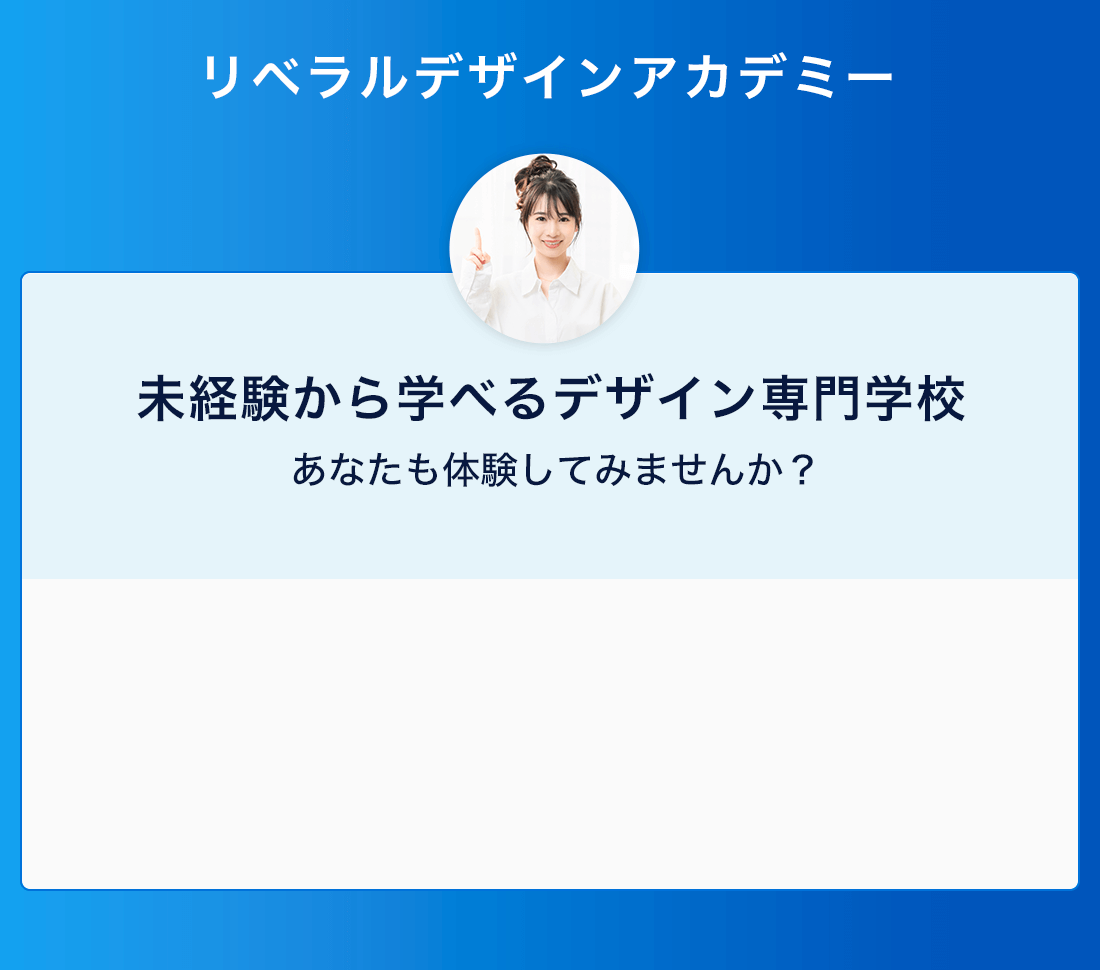 リベラルデザインアカデミー
未経験から学べるデザイン専門学校
あなたも体験してみませんか？